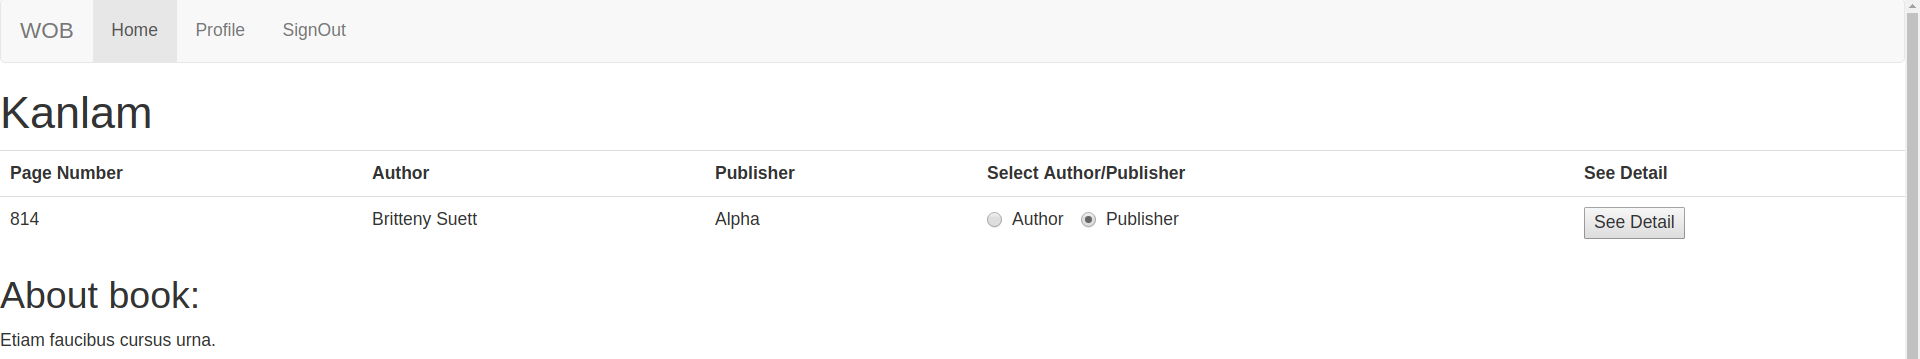 WOB Home Profile SignOut
Kanlam
Page Number Author Publisher Select Author/Publisher See Detail
814 Britteny Suett Alpha Author Publisher See Detail
About book:
Etiam faucibus cursus urna.